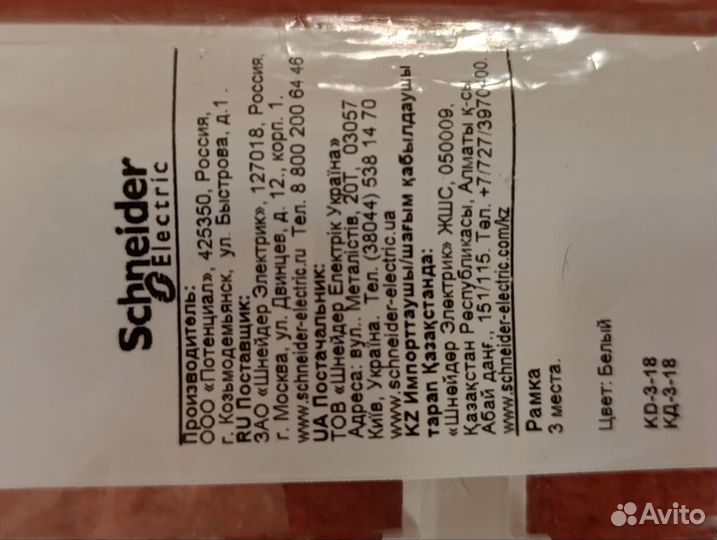 Schneider
Electric
Производитель:
ООО «Потенциал», 425350, Россия,
г. Козьмодемьянск, ул. Быстрова, д.1.
RU Поставщик:
ЗАО «Шнейдер Электрик», 127018, Россия,
г. Москва, ул. Двинцев, д. 12., корп. 1.
www.schneider-electric.ru Тел. 8 800 200 64 46
UA Постачальник:
ТОВ «Шнейдер Електрік Україна»
Адреса: вул.. Металістів, 20Т, 03057
Київ, Україна. Тел. (38044) 538 14 70
www.schneider-electric.ua
KZ Импорттаушы/шағым қабылдаушы
тарап Қазақстанда:
«Шнейдер Электрик» ЖШС, 050009,
Қазақстан Республикасы, Алматы қ-сы
Абай даңғ., 151/115. Тел. +7/727/3970400.
www.schneider-electric.com/kz
Рамка
3 места.
Цвет: Белый
KD-3-18
КД-3-18
Avito